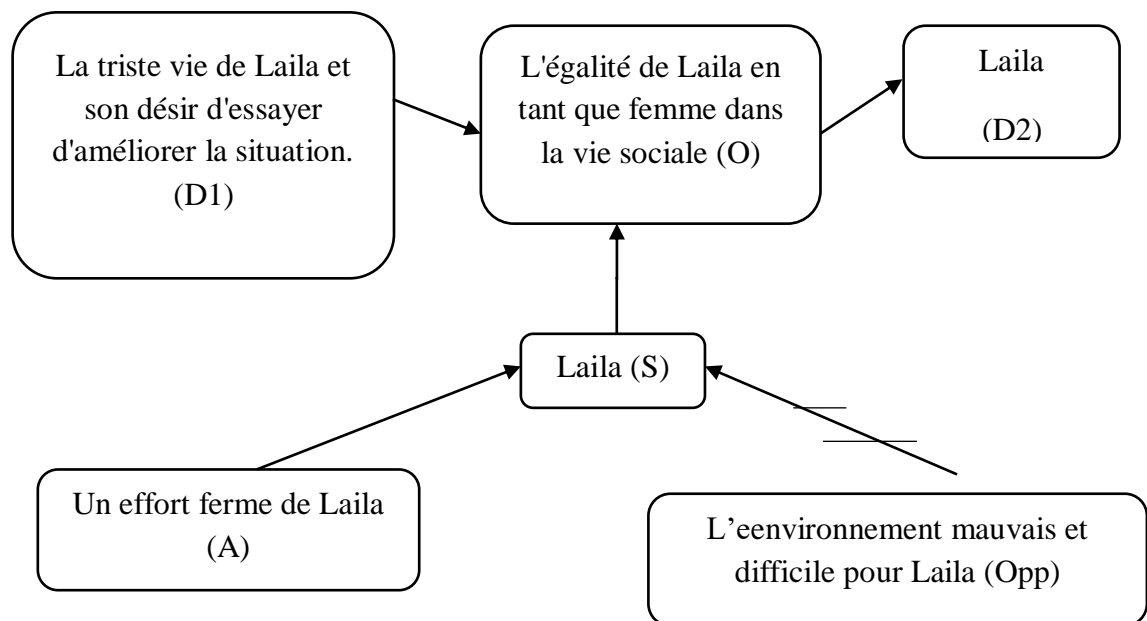 La triste vie de Laila et
son désir d'essayer
d'améliorer la situation.
(D1)
L'égalité de Laila en
tant que femme dans
la vie sociale (O)
Laila
(D2)
Laila (S)
Un effort ferme de Laila
(A)
L’eenvironnement mauvais et
difficile pour Laila (Opp)